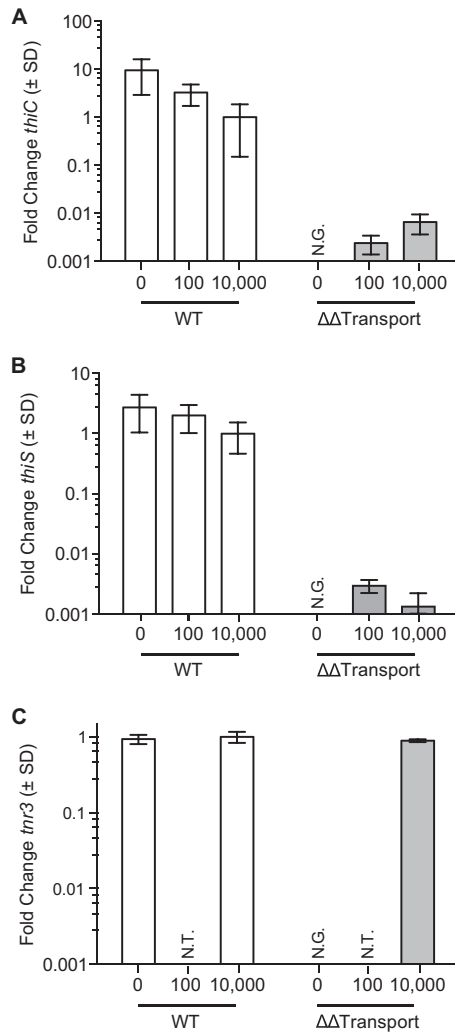 A
Fold Change thiC (± SD)
100
10
1
0.1
0.01
0.001
N.G.
0 100 10,000 0 100 10,000
WT ΔΔTransport
B
Fold Change thiS (± SD)
10
1
0.1
0.01
0.001
N.G.
0 100 10,000 0 100 10,000
WT ΔΔTransport
C
Fold Change tnr3 (± SD)
1
0.1
0.01
0.001
N.T. N.G. N.T.
0 100 10,000 0 100 10,000
WT ΔΔTransport